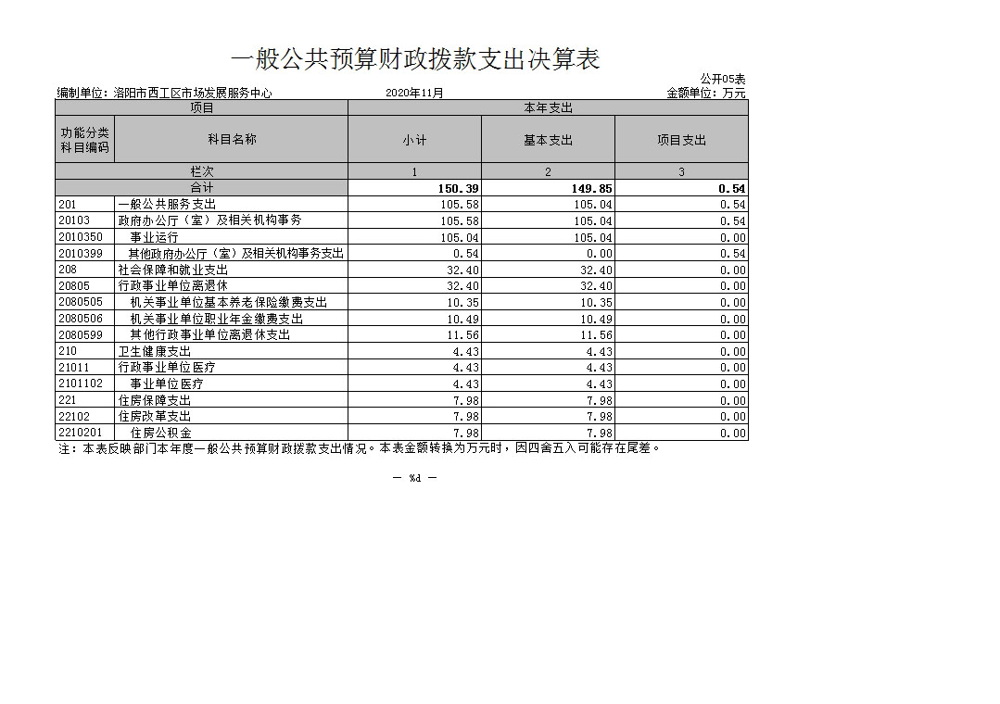 一般公共预算财政拨款支出决算表
公开05表
编制单位：洛阳市西工区市场发展服务中心 2020年11月 金额单位：万元
项目 本年支出
功能分类科目编码 科目名称 小计 基本支出 项目支出
栏次 1 2 3
合计 150.39 149.85 0.54
201 一般公共服务支出 105.58 105.04 0.54
20103 政府办公厅（室）及相关机构事务 105.58 105.04 0.54
2010350 事业运行 105.04 105.04 0.00
2010399 其他政府办公厅（室）及相关机构事务支出 0.54 0.00 0.54
208 社会保障和就业支出 32.40 32.40 0.00
20805 行政事业单位离退休 32.40 32.40 0.00
2080505 机关事业单位基本养老保险缴费支出 10.35 10.35 0.00
2080506 机关事业单位职业年金缴费支出 10.49 10.49 0.00
2080599 其他行政事业单位离退休支出 11.56 11.56 0.00
210 卫生健康支出 4.43 4.43 0.00
21011 行政事业单位医疗 4.43 4.43 0.00
2101102 事业单位医疗 4.43 4.43 0.00
221 住房保障支出 7.98 7.98 0.00
22102 住房改革支出 7.98 7.98 0.00
2210201 住房公积金 7.98 7.98 0.00
注：本表反映部门本年度一般公共预算财政拨款支出情况。本表金额转换为万元时，因四舍五入可能存在尾差。
— %d —